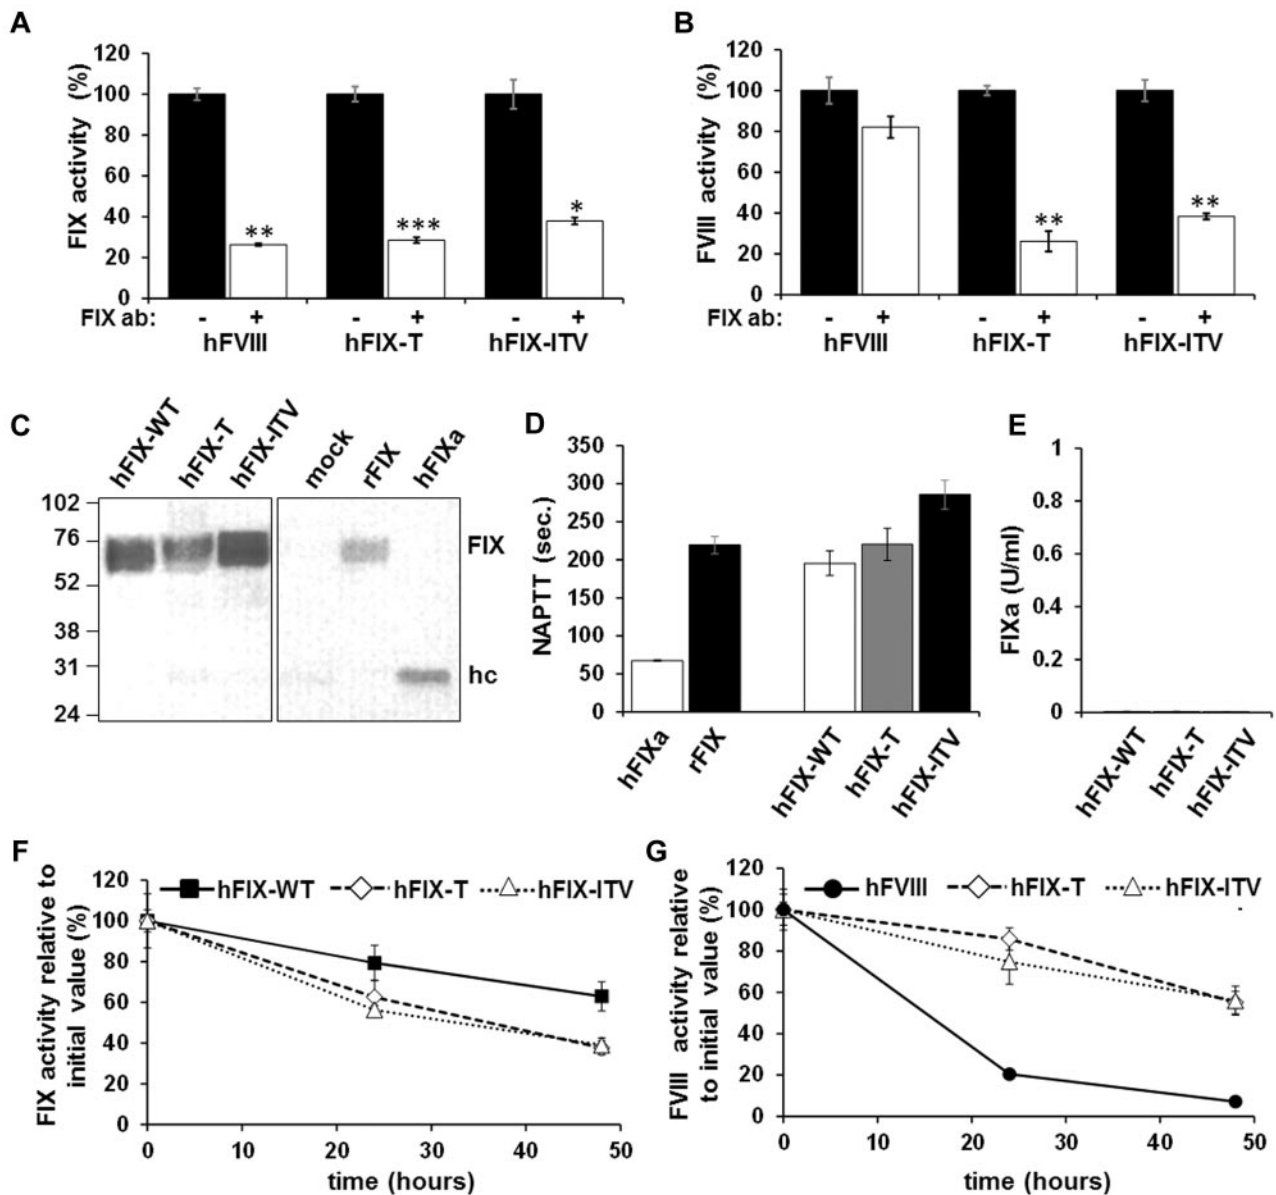 A
FIX activity (%)
120
100
80
60
40
20
0
**
***
*
FIX ab: - + - + - +
hFVIII hFIX-T hFIX-ITV
B
FVIII activity (%)
120
100
80
60
40
20
0
**
**
FIX ab: - + - + - +
hFVIII hFIX-T hFIX-ITV
C
hFIX-WT hFIX-T hFIX-ITV mock rFIX hFIXa
102
76
52
38
31
24
FIX
hc
D
NAPTT (sec.)
350
300
250
200
150
100
50
0
hFIXa rFIX hFIX-WT hFIX-T hFIX-ITV
E
FIXa (U/ml)
1
0.8
0.6
0.4
0.2
0
hFIX-WT hFIX-T hFIX-ITV
F
FIX activity relative to
initial value (%)
hFIX-WT hFIX-T hFIX-ITV
120
100
80
60
40
20
0
0 10 20 30 40 50
time (hours)
G
FVIII activity relative
to initial value (%)
hFVIII hFIX-T hFIX-ITV
120
100
80
60
40
20
0
0 10 20 30 40 50
time (hours)